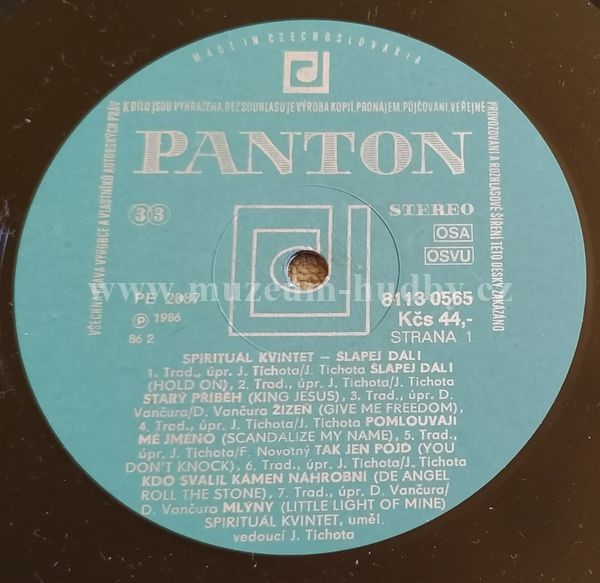 MADE IN CZECHOSLOVAKIA
VŠECHNA PRÁVA VÝROBCE A VLASTNÍKŮ AUTORSKÝCH PRÁV
K DÍLU JSOU VYHRAZENA. BEZ SOUHLASU JE VÝROBA KOPIÍ, PRONÁJEM, PŮJČOVÁNÍ, VEŘEJNÉ
PROVOZOVÁNÍ A ROZHLASOVÉ ŠÍŘENÍ TÉTO DESKY ZAKÁZÁNO
PANTON
33
STEREO
OSA
OSVU
www.muzeum-hudby.cz
PE 2087
℗ 1986
86 2
8113 0565
Kčs 44,-
STRANA 1
SPIRITUÁL KVINTET – ŠLAPEJ DÁLI
1. Trad., úpr. J. Tichota/J. Tichota ŠLAPEJ DÁLI
(HOLD ON), 2. Trad., úpr. J. Tichota/J. Tichota
STARÝ PŘÍBĚH (KING JESUS), 3. Trad., úpr. D.
Vančura/D. Vančura ŽÍZEŇ (GIVE ME FREEDOM),
4. Trad., úpr. J. Tichota/J. Tichota POMLOUVAJÍ
MÉ JMÉNO (SCANDALIZE MY NAME), 5. Trad.,
úpr. J. Tichota/F. Novotný TAK JEN POJĎ (YOU
DON'T KNOCK), 6. Trad., úpr. J. Tichota/J. Tichota
KDO SVALIL KÁMEN NÁHROBNÍ (DE ANGEL
ROLL THE STONE), 7. Trad., úpr. D. Vančura/
D. Vančura MLÝNY (LITTLE LIGHT OF MINE)
SPIRITUÁL KVINTET, uměl.
vedoucí J. Tichota